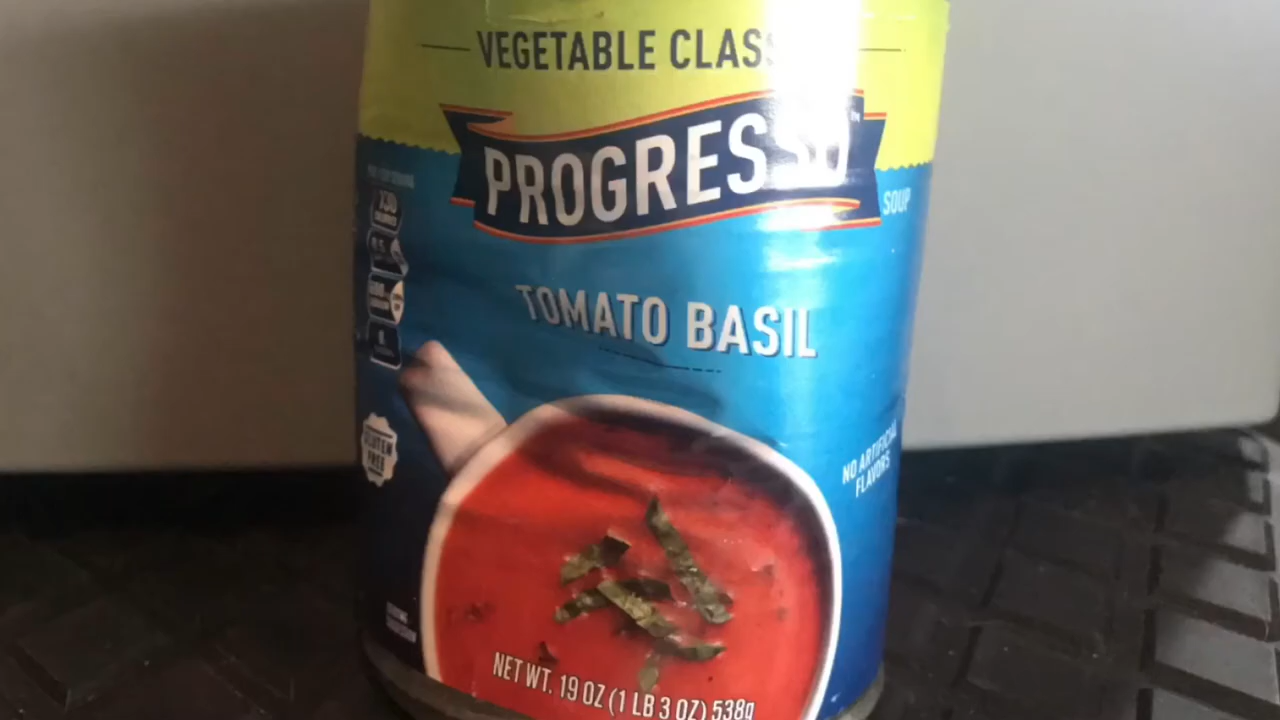 VEGETABLE CLASS
PROGRESSO™
SOUP
TOMATO BASIL
GLUTEN
FREE
NO ARTIFICIAL
FLAVORS
NET WT. 19 OZ (1 LB 3 OZ) 538g